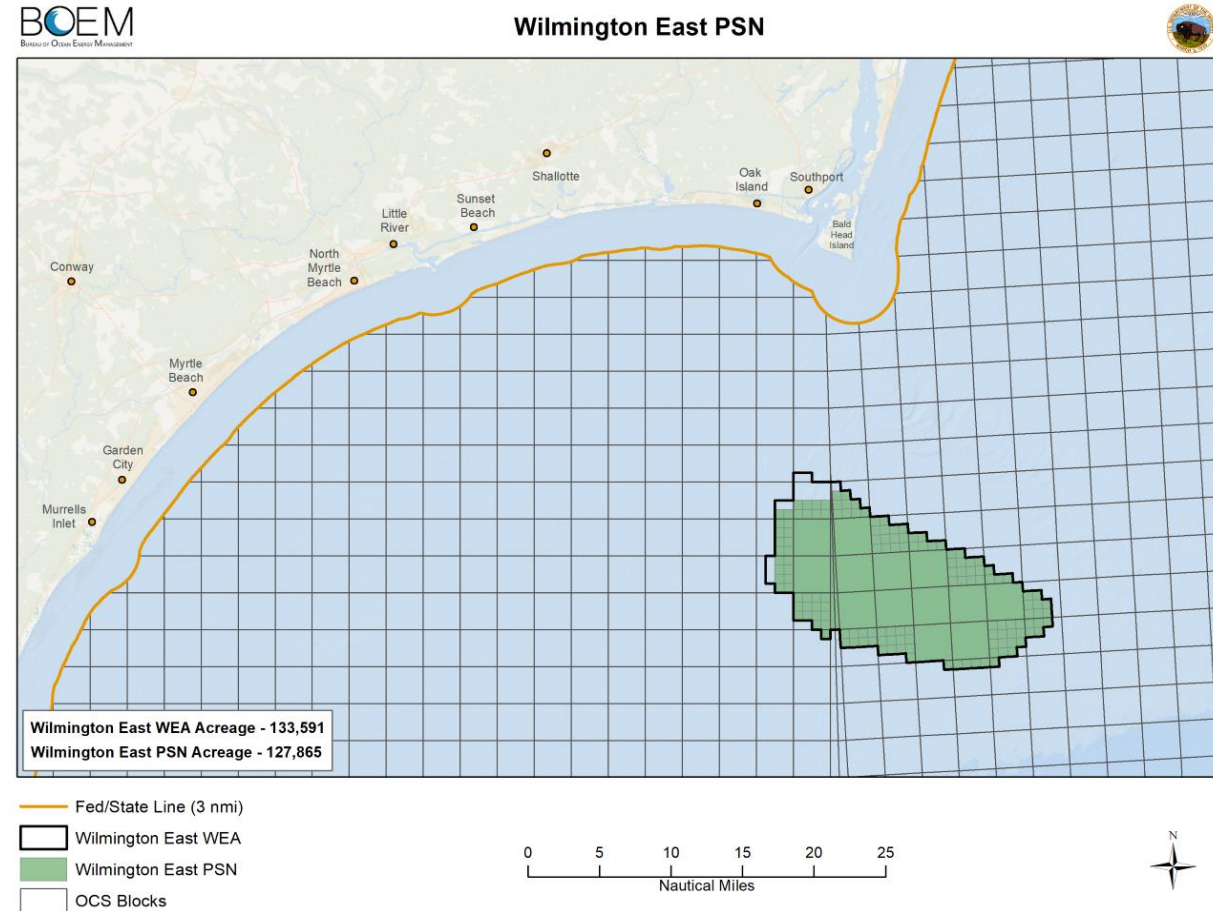 BOEM
BUREAU OF OCEAN ENERGY MANAGEMENT
Wilmington East PSN
Shallotte
Oak
Island
Southport
Sunset
Beach
Little
River
Bald
Head
Island
North
Myrtle
Beach
Conway
Myrtle
Beach
Garden
City
Murrells
Inlet
Wilmington East WEA Acreage - 133,591
Wilmington East PSN Acreage - 127,865
Fed/State Line (3 nmi)
Wilmington East WEA
Wilmington East PSN
OCS Blocks
0 5 10 15 20 25
Nautical Miles
N